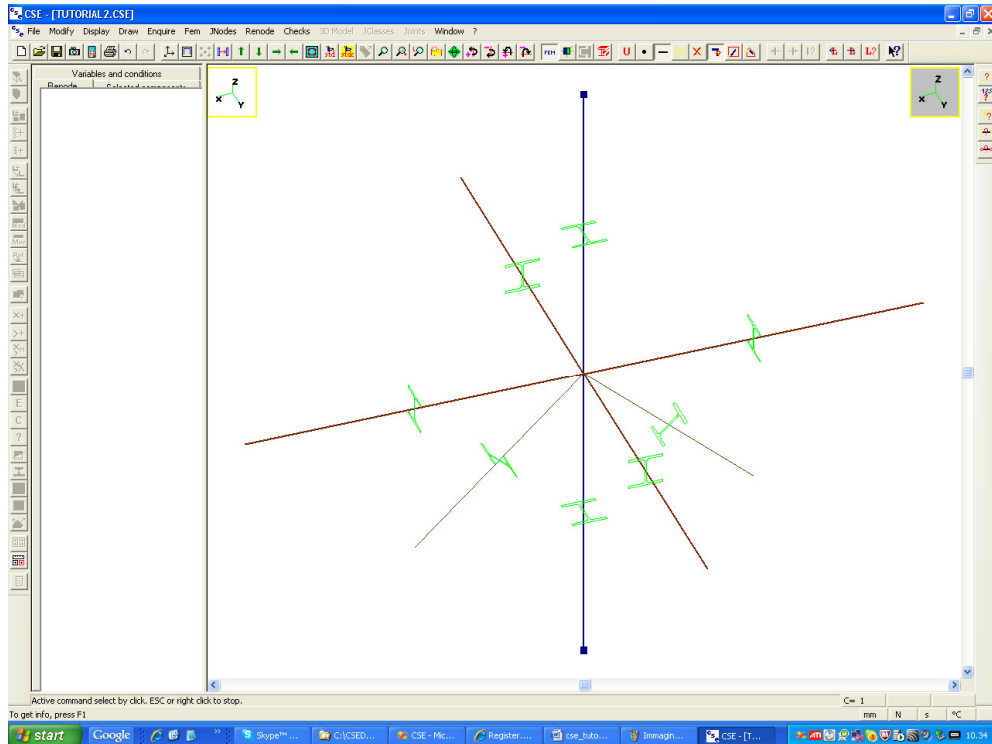 CSE - [TUTORIAL2.CSE]
File Modify Display Draw Enquire Fem JNodes Renode Checks 3D Model JClasses Joints Window ?
Variables and conditions
Z
X
Y
Z
X
Y
E
C
?
Active command select by click. ESC or right click to stop.
C= 1
To get info, press F1
mm N s °C
start Google Skype™ ... C:\CSED... CSE - Mic... Register.... cse_tuto... Immagin... CSE - [T... 10.34